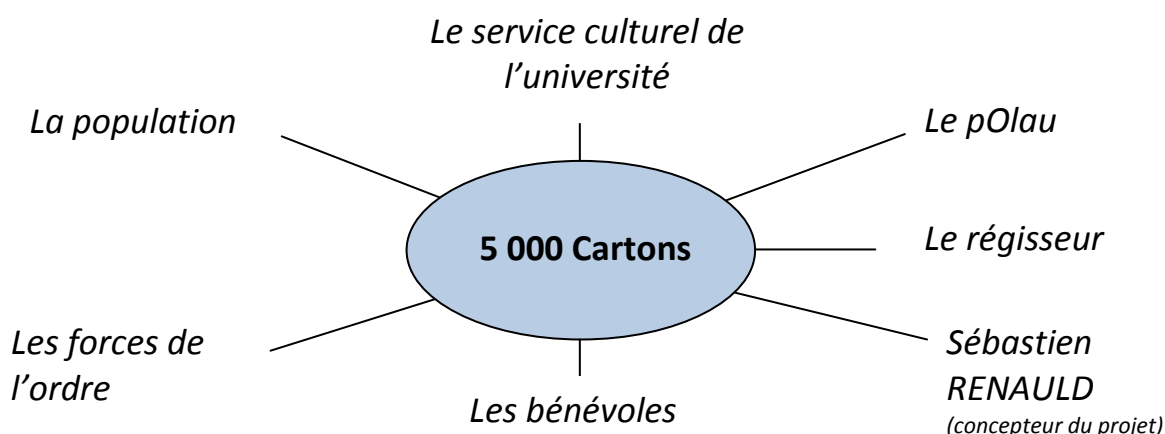 Le service culturel de
l’université
La population
Le pOlau
5 000 Cartons
Le régisseur
Les forces de
l’ordre
Sébastien
RENAULD
(concepteur du projet)
Les bénévoles